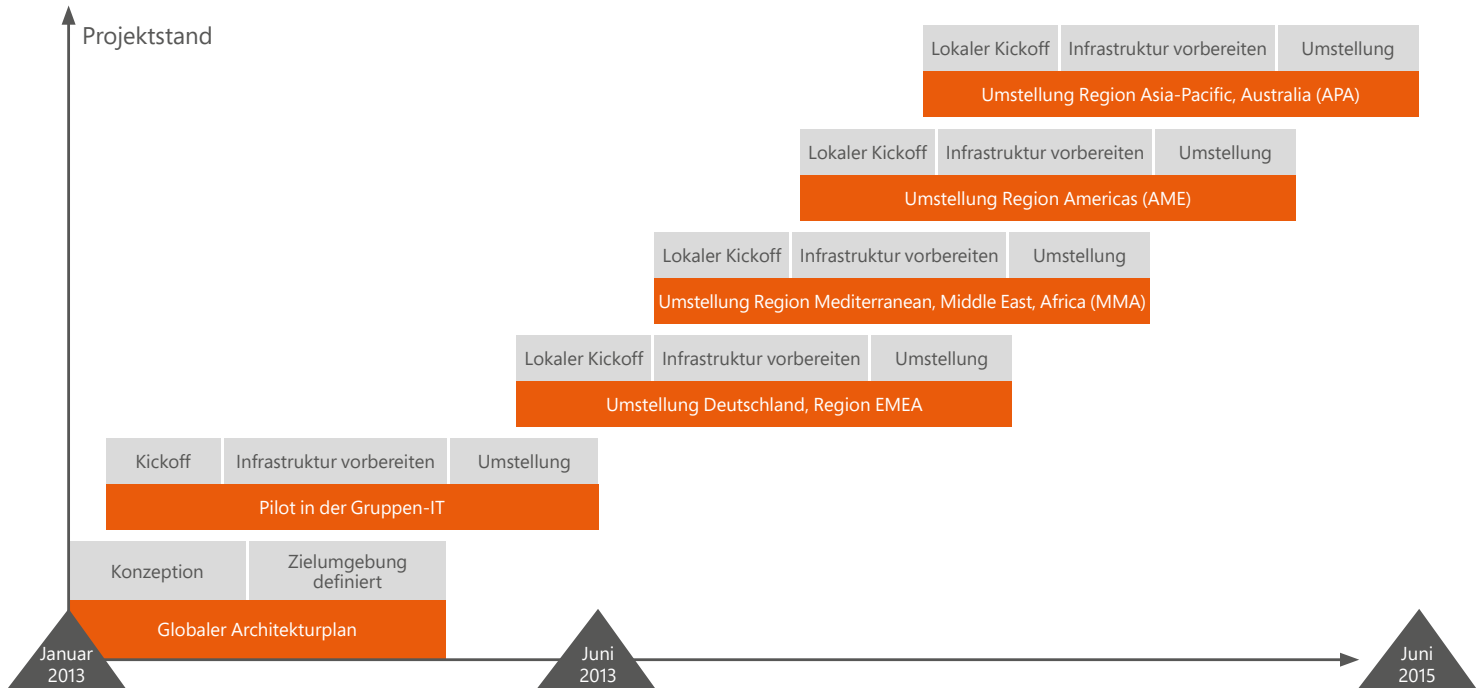 Projektstand
Lokaler Kickoff
Infrastruktur vorbereiten
Umstellung
Umstellung Region Asia-Pacific, Australia (APA)
Lokaler Kickoff
Infrastruktur vorbereiten
Umstellung
Umstellung Region Americas (AME)
Lokaler Kickoff
Infrastruktur vorbereiten
Umstellung
Umstellung Region Mediterranean, Middle East, Africa (MMA)
Lokaler Kickoff
Infrastruktur vorbereiten
Umstellung
Umstellung Deutschland, Region EMEA
Kickoff
Infrastruktur vorbereiten
Umstellung
Pilot in der Gruppen-IT
Konzeption
Zielumgebung
definiert
Globaler Architekturplan
Januar
2013
Juni
2013
Juni
2015